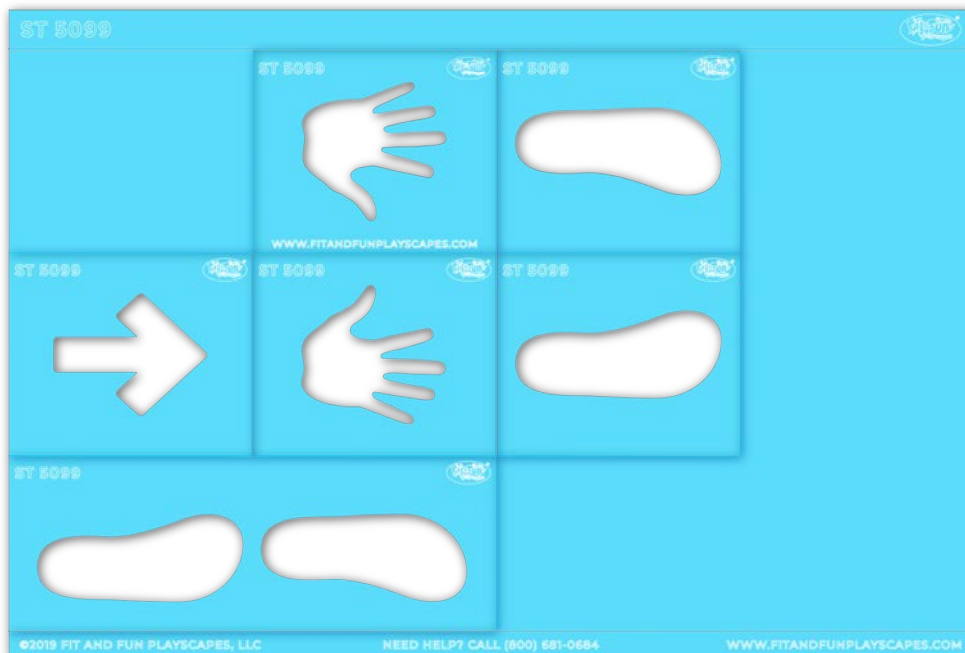 ST 5099
ST 5099
ST 5099
WWW.FITANDFUNPLAYSCAPES.COM
ST 5099
ST 5099
ST 5099
ST 5099
©2019 FIT AND FUN PLAYSCAPES, LLC
NEED HELP? CALL (800) 681-0684
WWW.FITANDFUNPLAYSCAPES.COM